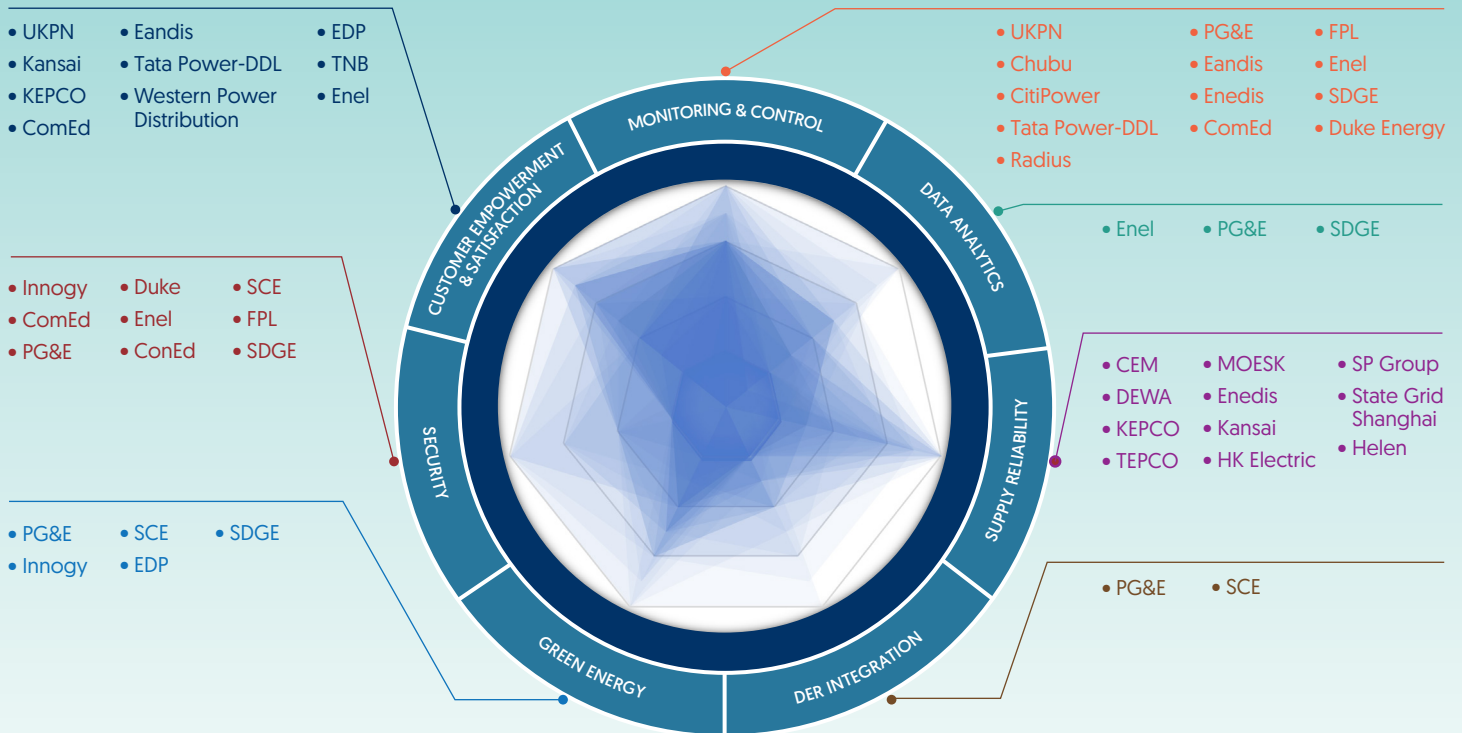 • UKPN
• Kansai
• KEPCO
• ComEd
• Eandis
• Tata Power-DDL
• Western Power
Distribution
• EDP
• TNB
• Enel
• UKPN
• Chubu
• CitiPower
• Tata Power-DDL
• Radius
• PG&E
• Eandis
• Enedis
• ComEd
• FPL
• Enel
• SDGE
• Duke Energy
MONITORING & CONTROL
CUSTOMER EMPOWERMENT
& SATISFACTION
DATA ANALYTICS
• Enel
• PG&E
• SDGE
• Innogy
• ComEd
• PG&E
• Duke
• Enel
• ConEd
• SCE
• FPL
• SDGE
SECURITY
SUPPLY RELIABILITY
• CEM
• DEWA
• KEPCO
• TEPCO
• MOESK
• Enedis
• Kansai
• HK Electric
• SP Group
• State Grid
Shanghai
• Helen
• PG&E
• Innogy
• SCE
• EDP
• SDGE
GREEN ENERGY
DER INTEGRATION
• PG&E
• SCE